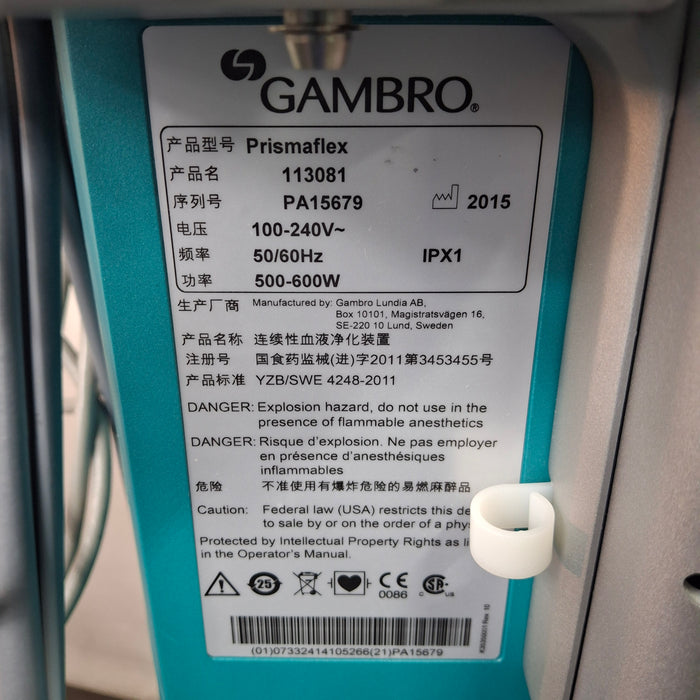 GAMBRO®
产品型号 Prismaflex
产品名 113081
序列号 PA15679 2015
电压 100-240V~
频率 50/60Hz IPX1
功率 500-600W
生产厂商 Manufactured by: Gambro Lundia AB,
Box 10101, Magistratsvägen 16,
SE-220 10 Lund, Sweden
产品名称 连续性血液净化装置
注册号 国食药监械(进)字2011第3453455号
产品标准 YZB/SWE 4248-2011
DANGER: Explosion hazard, do not use in the
presence of flammable anesthetics
DANGER: Risque d'explosion. Ne pas employer
en présence d'anesthésiques
inflammables
危险 不准使用有爆炸危险的易燃麻醉品
Caution: Federal law (USA) restricts this de
to sale by or on the order of a phys
Protected by Intellectual Property Rights as li
in the Operator's Manual.
25 CE 0086 C SA US
(01)07332414105266(21)PA15679